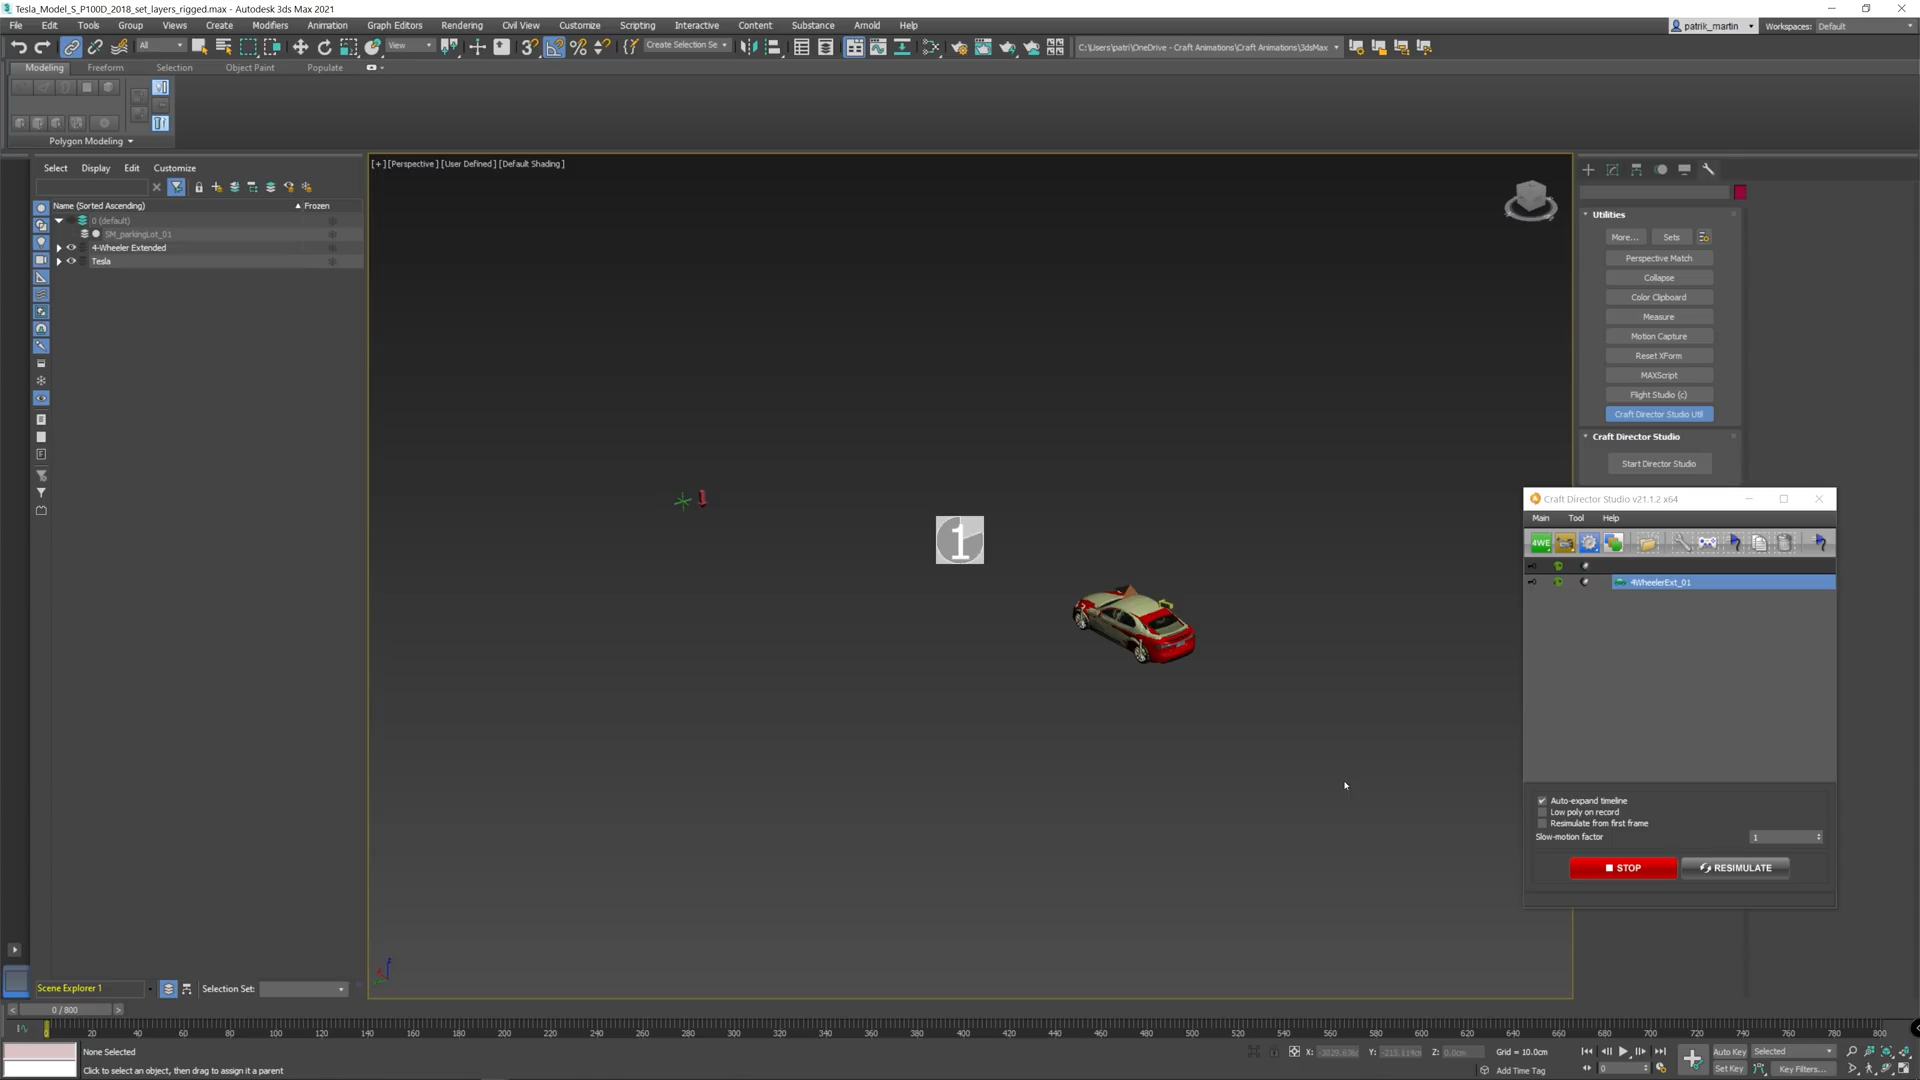 Tesla_Model_S_P100D_2018_set_layers_rigged.max - Autodesk 3ds Max 2021
File Edit Tools Group Views Create Modifiers Animation Graph Editors Rendering Civil View Customize Scripting Interactive Content Substance Arnold Help
patrik_martin Workspaces: Default
All View Create Selection Se C:\Users\patri\OneDrive - Craft Animations\Craft Animations\3dsMax
Modeling Freeform Selection Object Paint Populate
Polygon Modeling
Select Display Edit Customize
[+][Perspective][User Defined][Default Shading]
Name (Sorted Ascending) Frozen
0 (default)
SM_parkingLot_01
4-Wheeler Extended
Tesla
Utilities
More... Sets
Perspective Match
Collapse
Color Clipboard
Measure
Motion Capture
Reset XForm
MAXScript
Flight Studio (c)
Craft Director Studio Util
Craft Director Studio
Start Director Studio
Craft Director Studio v21.1.2 x64
Main Tool Help
4WE
4WheelerExt_01
1
Auto-expand timeline
Low poly on record
Resimulate from first frame
Slow-motion factor 1
STOP RESIMULATE
Scene Explorer 1 Selection Set:
0 / 800
0 20 40 60 80 100 120 140 160 180 200 220 240 260 280 300 320 340 360 380 400 420 440 460 480 500 520 540 560 580 600 620 640 660 680 700 720 740 760 780 800
None Selected
X: Y: Z: 0.0cm Grid = 10.0cm
Auto Key Selected
Click to select an object, then drag to assign it a parent
Add Time Tag
0
Set Key Key Filters...